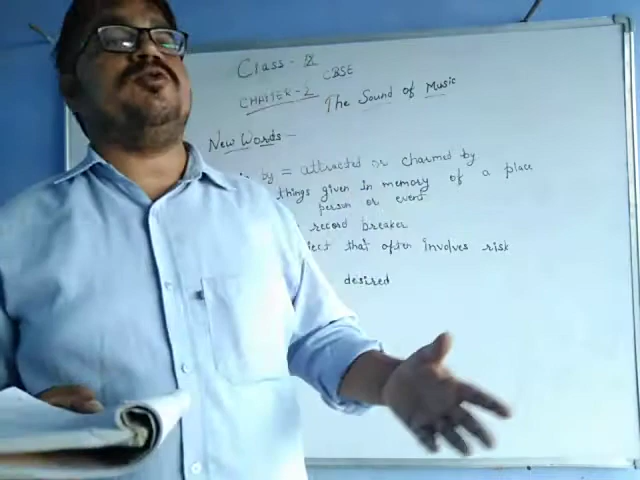 Class - IX
CBSE
CHAPTER - 2 The Sound of Music
New Words -
by = attracted or charmed by
things given in memory of a place
person or event
record breaker
that often involves risk
desired